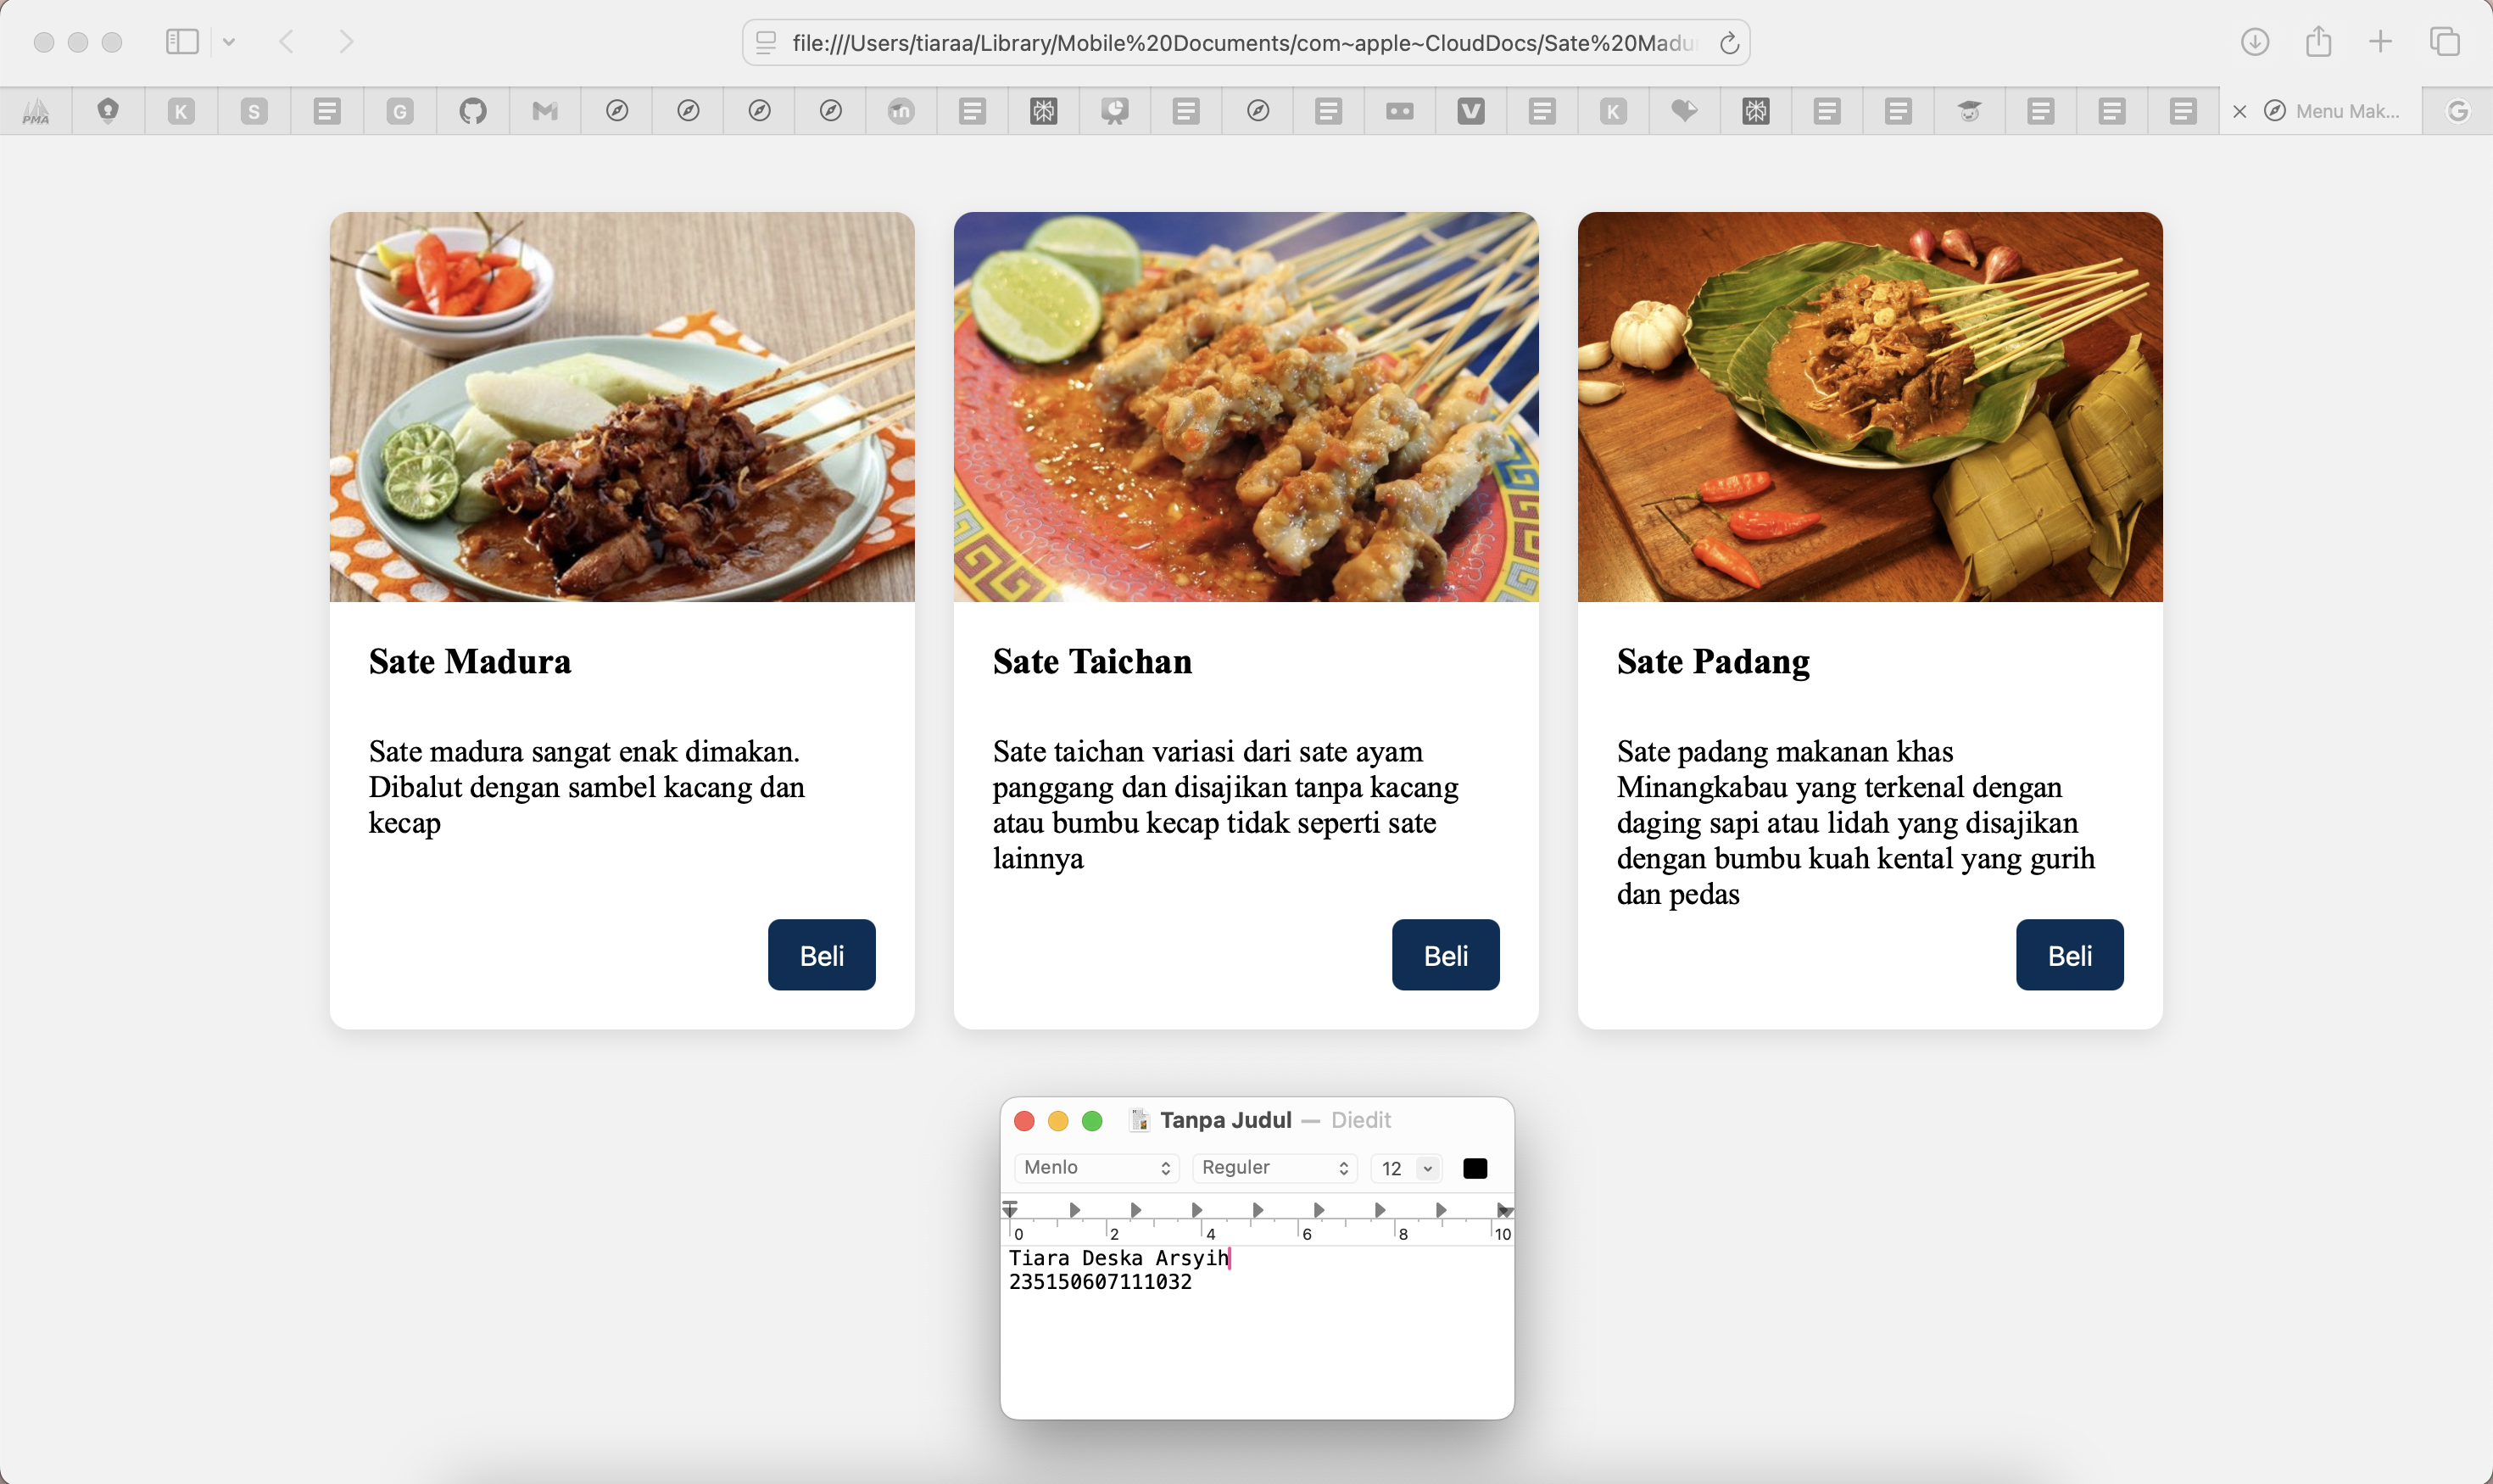 file:///Users/tiaraa/Library/Mobile%20Documents/com~apple~CloudDocs/Sate%20Madu
PMA
K
S
G
m
V
K
Menu Mak...
G
Sate Madura
Sate madura sangat enak dimakan.
Dibalut dengan sambel kacang dan
kecap
Beli
Sate Taichan
Sate taichan variasi dari sate ayam
panggang dan disajikan tanpa kacang
atau bumbu kecap tidak seperti sate
lainnya
Beli
Sate Padang
Sate padang makanan khas
Minangkabau yang terkenal dengan
daging sapi atau lidah yang disajikan
dengan bumbu kuah kental yang gurih
dan pedas
Beli
Tanpa Judul — Diedit
Menlo Reguler 12
0 2 4 6 8 10
Tiara Deska Arsyih
235150607111032